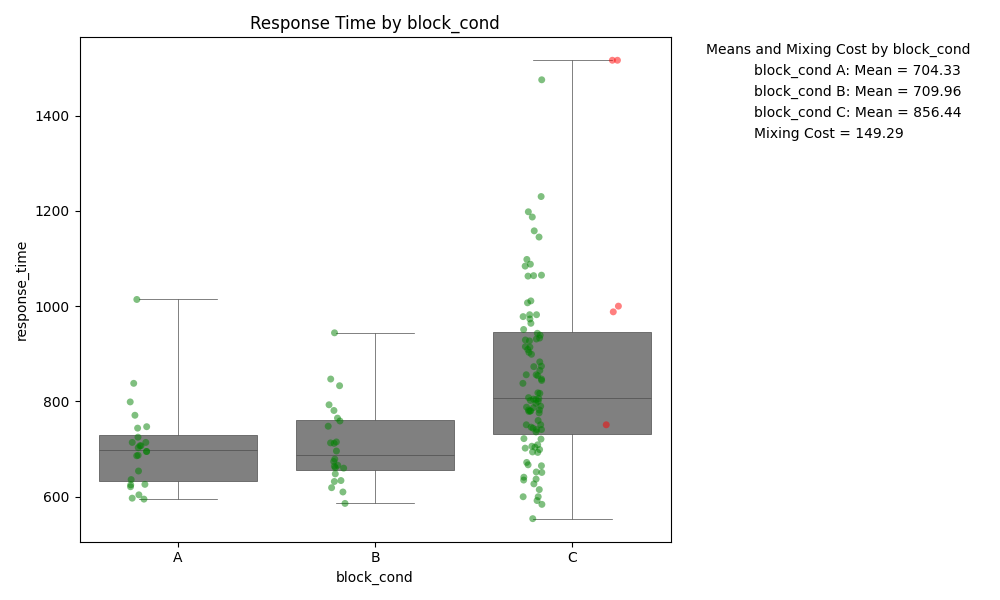 Response Time by block_cond
Means and Mixing Cost by block_cond
block_cond A: Mean = 704.33
block_cond B: Mean = 709.96
block_cond C: Mean = 856.44
Mixing Cost = 149.29
response_time
1400
1200
1000
800
600
A
B
C
block_cond